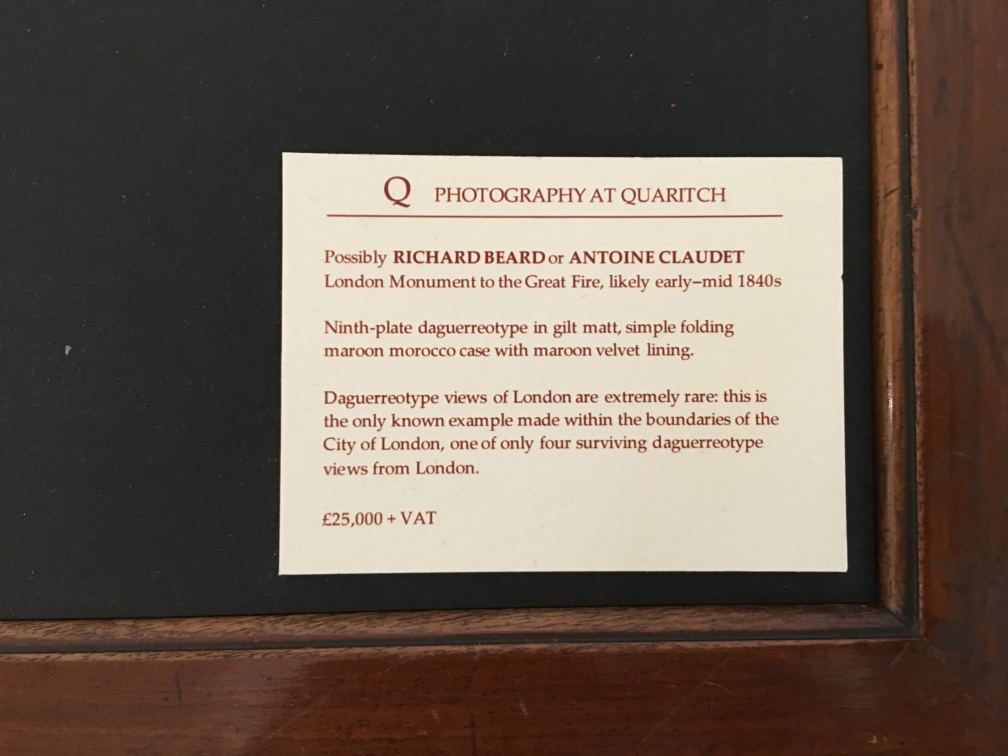 Q PHOTOGRAPHY AT QUARITCH
Possibly RICHARD BEARD or ANTOINE CLAUDET
London Monument to the Great Fire, likely early–mid 1840s
Ninth-plate daguerreotype in gilt matt, simple folding
maroon morocco case with maroon velvet lining.
Daguerreotype views of London are extremely rare: this is
the only known example made within the boundaries of the
City of London, one of only four surviving daguerreotype
views from London.
£25,000 + VAT